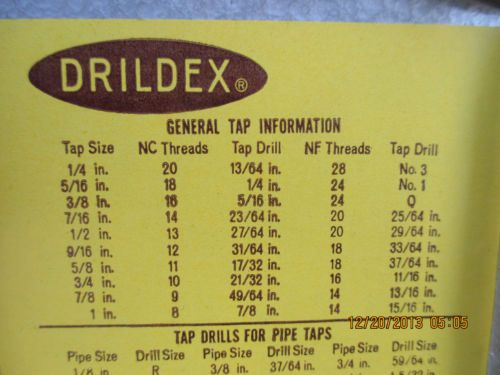 DRILDEX®
GENERAL TAP INFORMATION
Tap Size NC Threads Tap Drill NF Threads Tap Drill
1/4 in. 20 13/64 in. 28 No. 3
5/16 in. 18 1/4 in. 24 No. 1
3/8 in. 16 5/16 in. 24 Q
7/16 in. 14 23/64 in. 20 25/64 in.
1/2 in. 13 27/64 in. 20 29/64 in.
9/16 in. 12 31/64 in. 18 33/64 in.
5/8 in. 11 17/32 in. 18 37/64 in.
3/4 in. 10 21/32 in. 16 11/16 in.
7/8 in. 9 49/64 in. 14 13/16 in.
1 in. 8 7/8 in. 14 15/16 in.
12/20/2013 05:05
TAP DRILLS FOR PIPE TAPS
Pipe Size Drill Size Pipe Size Drill Size Pipe Size Drill Size
1/8 in. R 3/8 in. 37/64 in. 3/4 in. 59/64 in.